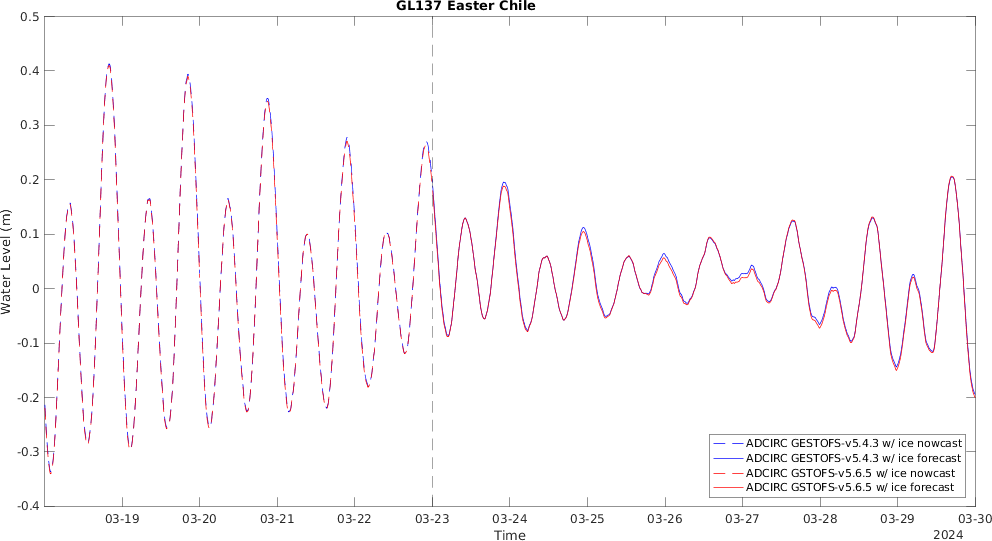 GL137 Easter Chile
0.5
0.4
0.3
0.2
0.1
0
-0.1
-0.2
-0.3
-0.4
Water Level (m)
03-19 03-20 03-21 03-22 03-23 03-24 03-25 03-26 03-27 03-28 03-29 03-30
Time
2024
ADCIRC GESTOFS-v5.4.3 w/ ice nowcast
ADCIRC GESTOFS-v5.4.3 w/ ice forecast
ADCIRC GSTOFS-v5.6.5 w/ ice nowcast
ADCIRC GSTOFS-v5.6.5 w/ ice forecast